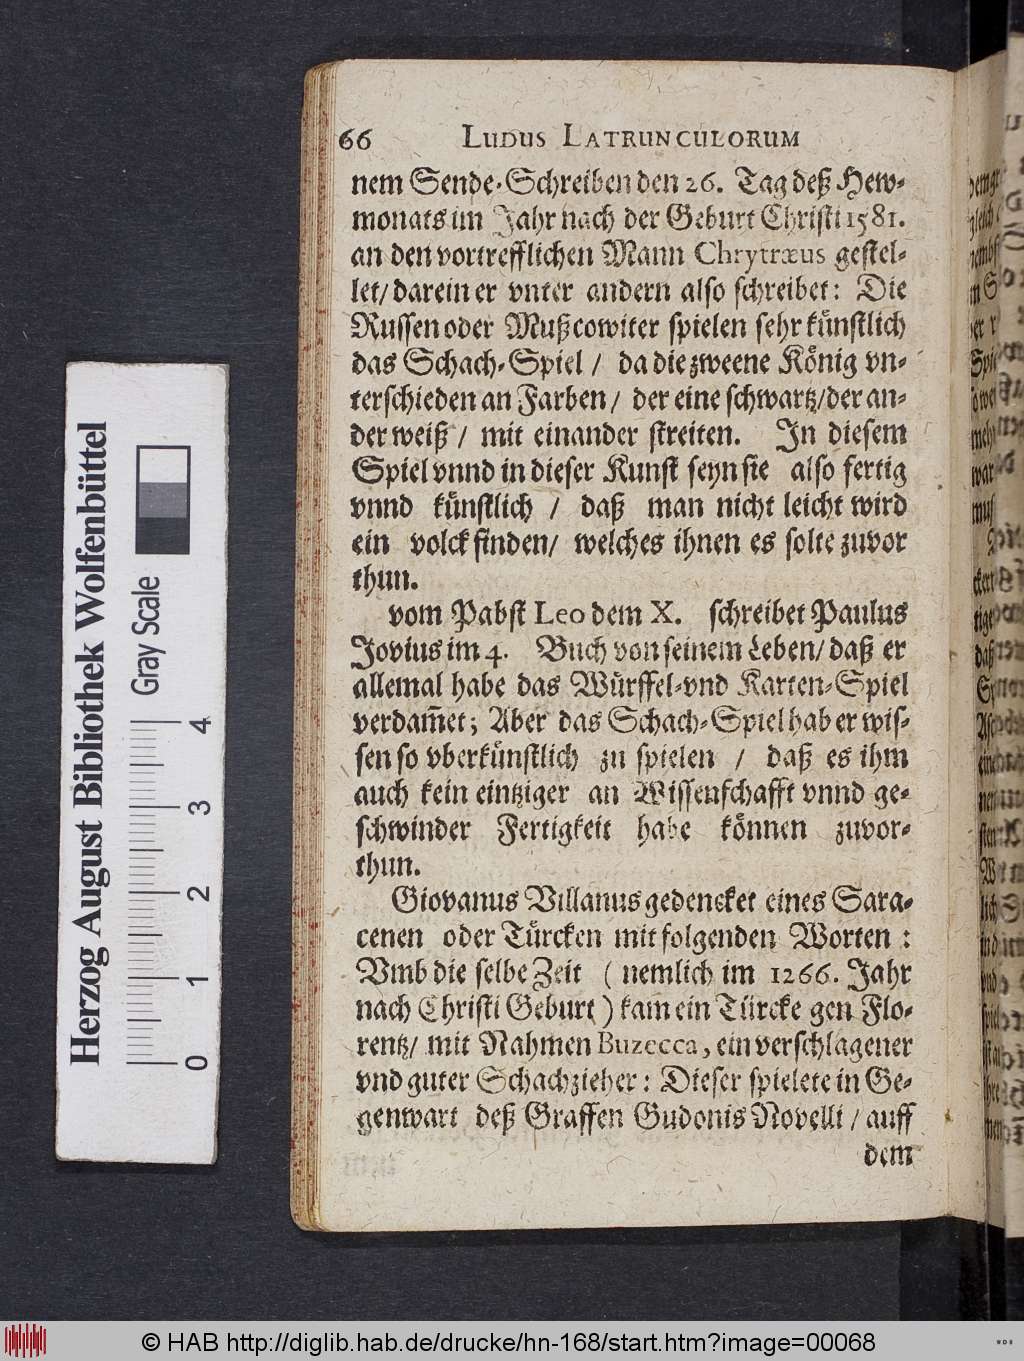 66 LUDUS LATRUNCULORUM
nem Sende-Schreiben den 26. Tag deß Hew-
monats im Jahr nach der Geburt Christi 1581.
an den vortrefflichen Mann Chrytræus gestel-
let/ darein er vnter andern also schreibet: Die
Russen oder Mußcowiter spielen sehr künstlich
das Schach-Spiel / da die zweene König vn-
terschieden an Farben / der eine schwartz/der an-
der weiß / mit einander streiten. In diesem
Spiel vnnd in dieser Kunst seyn sie also fertig
vnnd künstlich / daß man nicht leicht wird
ein volck finden/ welches ihnen es solte zuvor
thun.
vom Pabst Leo dem X. schreibet Paulus
Jovius im 4. Buch von seinem Leben/ daß er
allemal habe das Würffel-vnd Karten-Spiel
verdam̃et; Aber das Schach-Spiel hab er wis-
sen so vberkünstlich zu spielen / daß es ihm
auch kein eintziger an Wissenschafft vnnd ge-
schwinder Fertigkeit habe können zuvor-
thun.
Giovanus Villanus gedencket eines Sara-
cenen oder Türcken mit folgenden Worten :
Vmb die selbe Zeit ( nemlich im 1266. Jahr
nach Christi Geburt ) kam ein Türcke gen Flo-
rentz/ mit Nahmen Buzecca, ein verschlagener
vnd guter Schachzieher: Dieser spielete in Ge-
genwart deß Graffen Gudonis Novelli / auff
dem
Herzog August Bibliothek Wolfenbüttel
Gray Scale
0 1 2 3 4
© HAB http://diglib.hab.de/drucke/hn-168/start.htm?image=00068